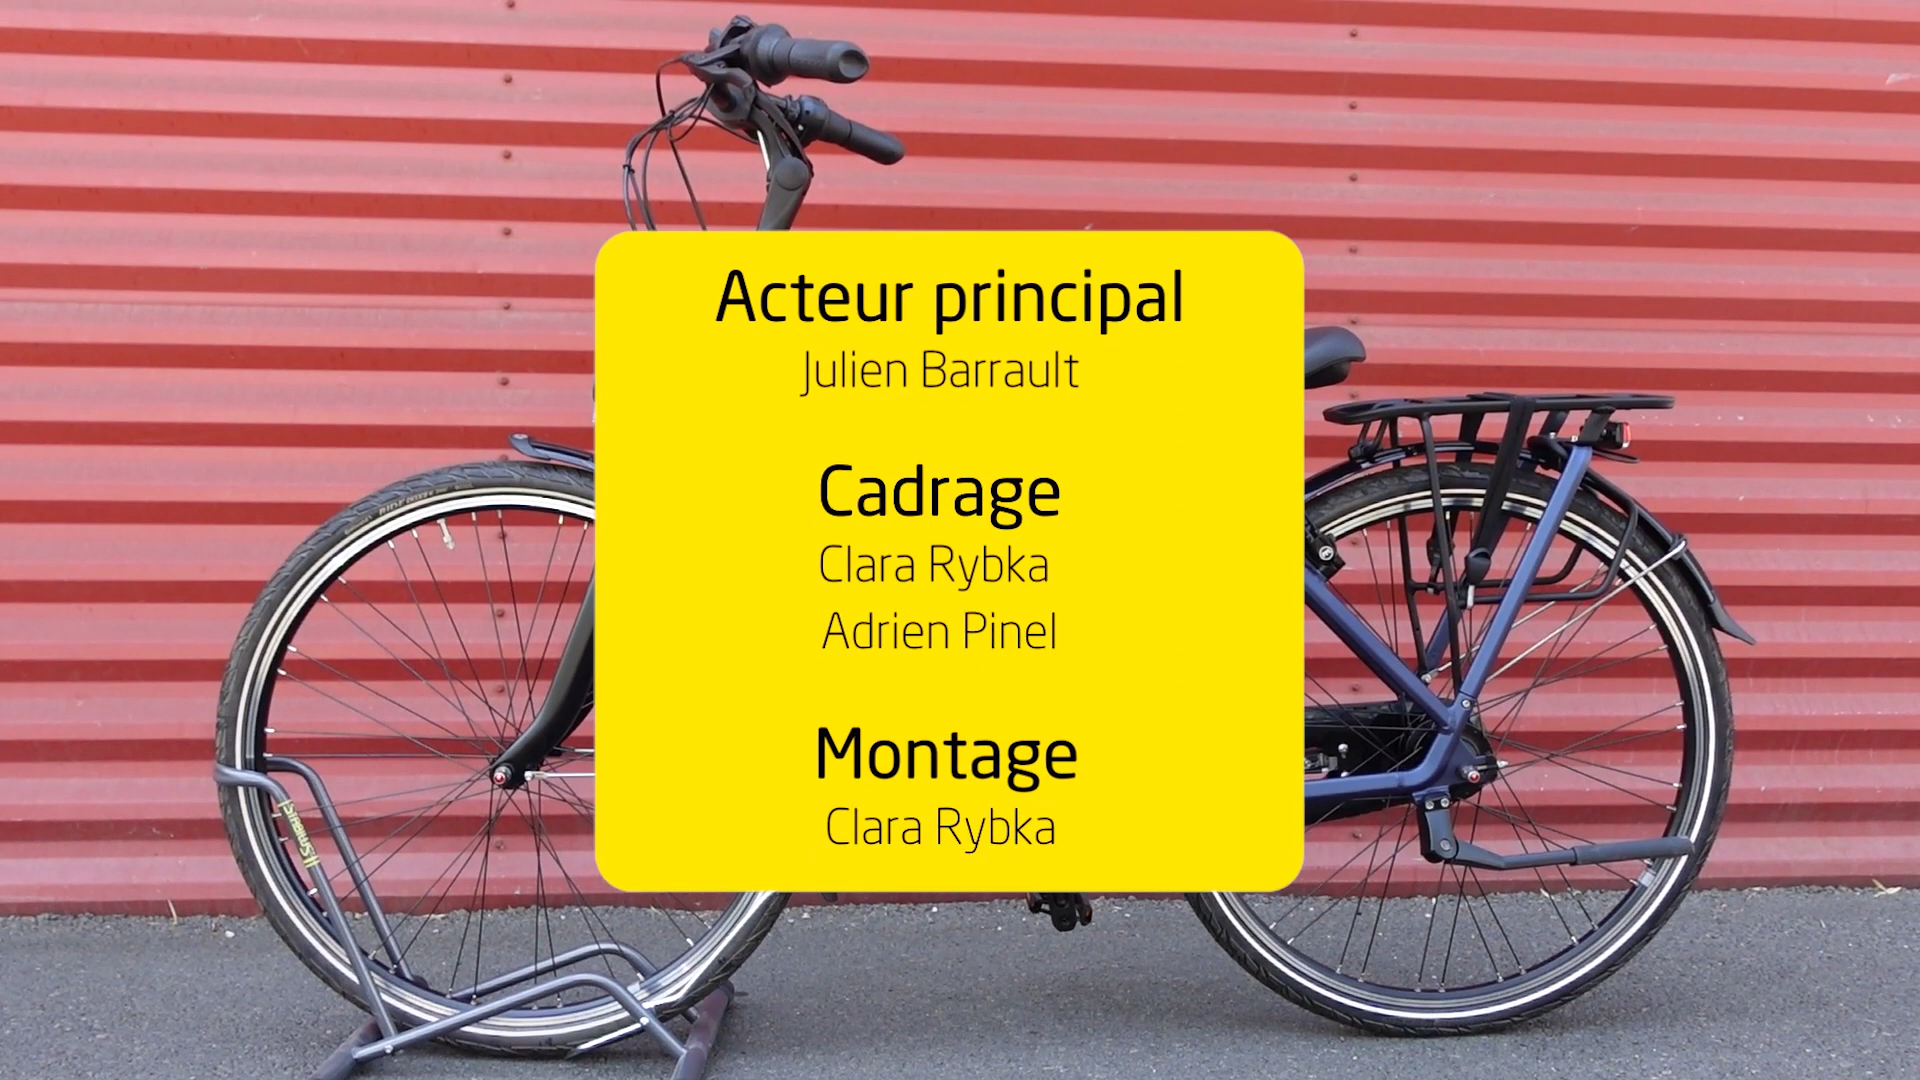 Acteur principal
Julien Barrault
Cadrage
Clara Rybka
Adrien Pinel
Montage
Clara Rybka